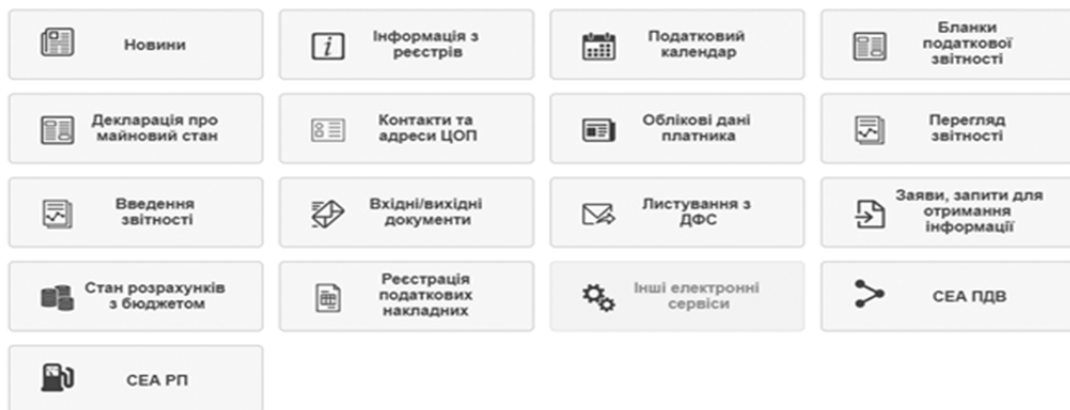 Новини
Інформація з
реєстрів
Податковий
календар
Бланки
податкової
звітності
Декларація про
майновий стан
Контакти та
адреси ЦОП
Облікові дані
платника
Перегляд
звітності
Введення
звітності
Вхідні/вихідні
документи
Листування з
ДФС
Заяви, запити для
отримання
інформації
Стан розрахунків
з бюджетом
Реєстрація
податкових
накладних
Інші електронні
сервіси
СЕА ПДВ
СЕА РП